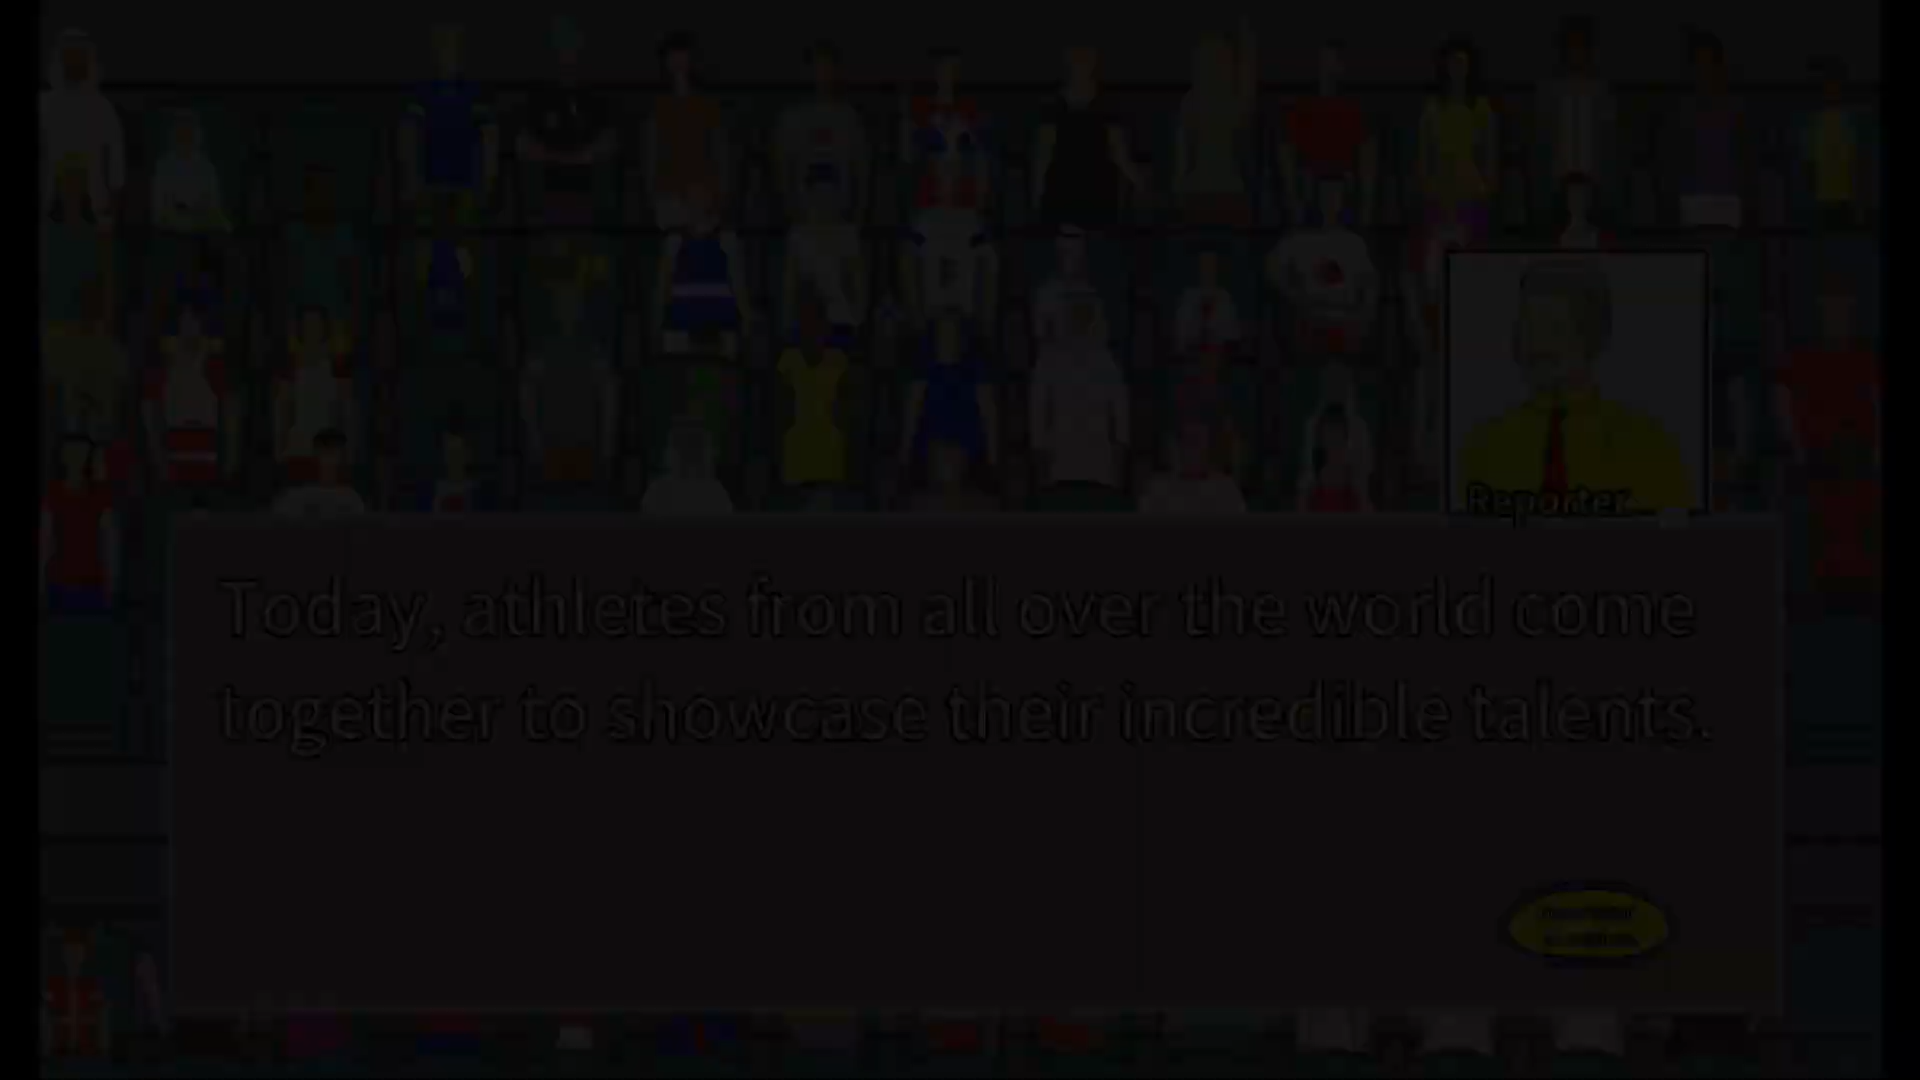 Reporter
Today, athletes from all over the world come
together to showcase their incredible talents.